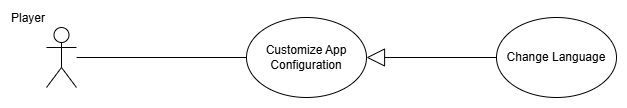 Player
Customize App
Configuration
Change Language